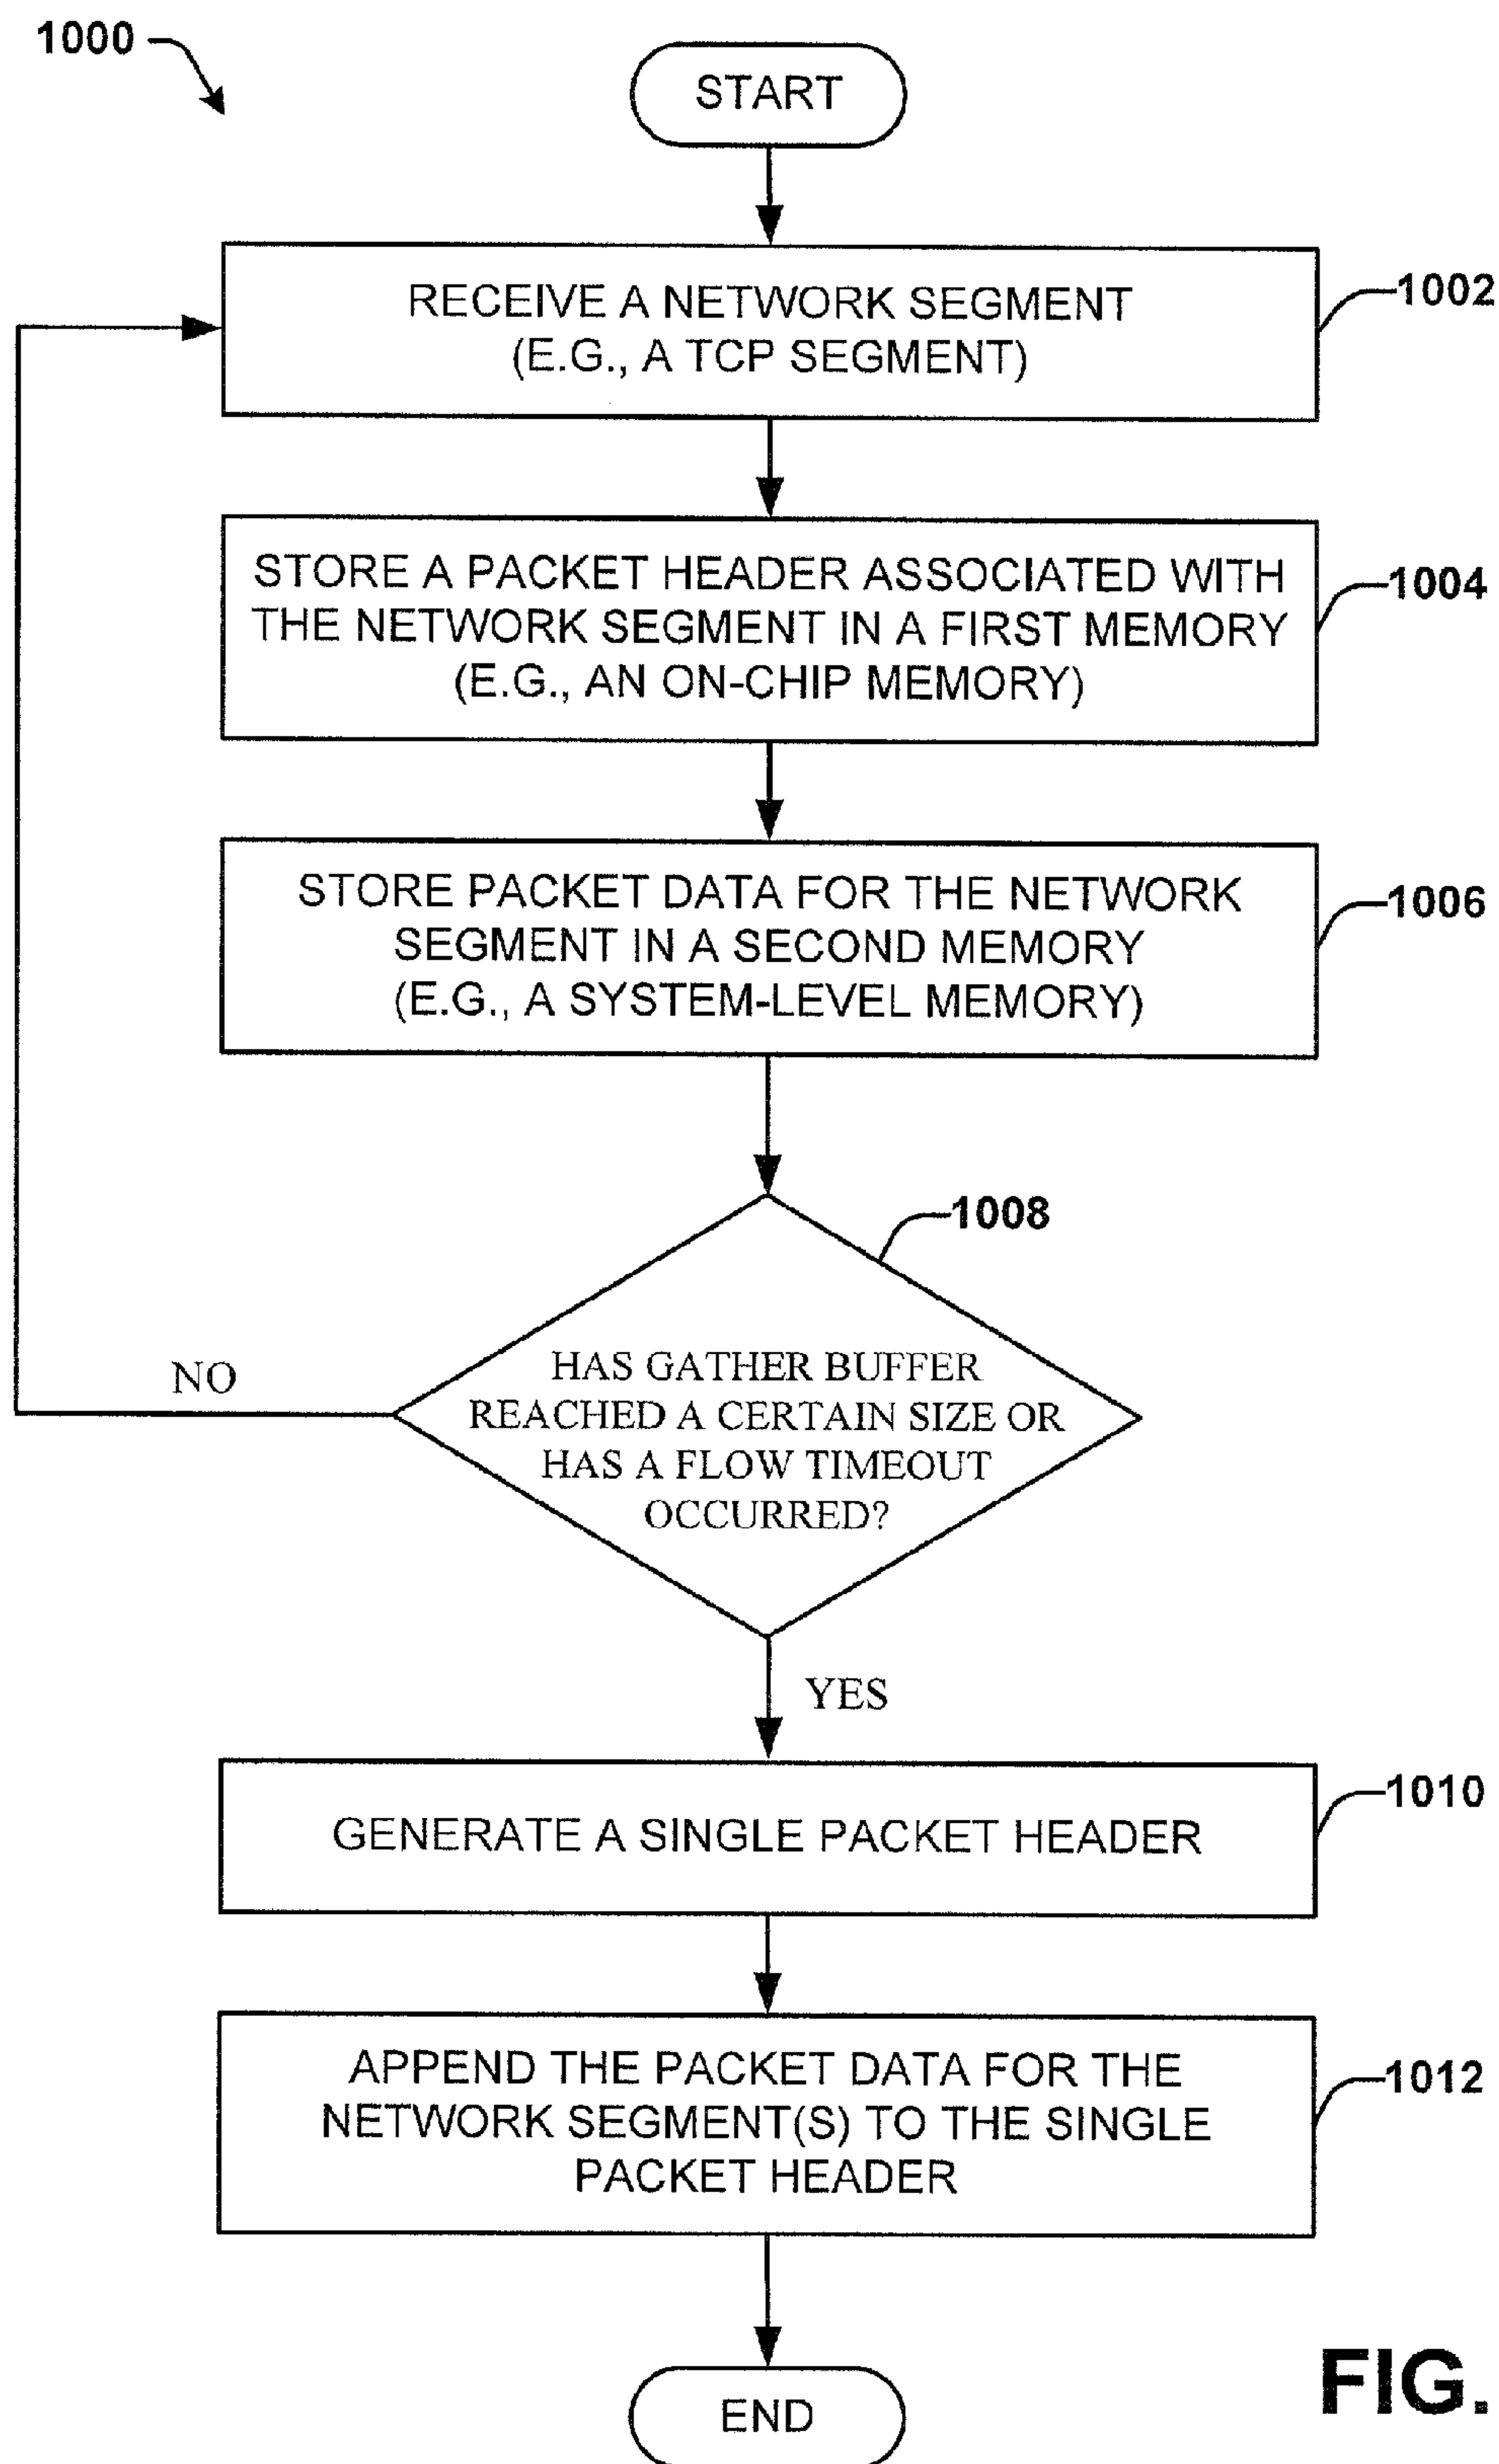 1000
START
RECEIVE A NETWORK SEGMENT
(E.G., A TCP SEGMENT)
1002
STORE A PACKET HEADER ASSOCIATED WITH
THE NETWORK SEGMENT IN A FIRST MEMORY
(E.G., AN ON-CHIP MEMORY)
1004
STORE PACKET DATA FOR THE NETWORK
SEGMENT IN A SECOND MEMORY
(E.G., A SYSTEM-LEVEL MEMORY)
1006
1008
HAS GATHER BUFFER
REACHED A CERTAIN SIZE OR
HAS A FLOW TIMEOUT
OCCURRED?
NO
YES
GENERATE A SINGLE PACKET HEADER
1010
APPEND THE PACKET DATA FOR THE
NETWORK SEGMENT(S) TO THE SINGLE
PACKET HEADER
1012
END
FIG.